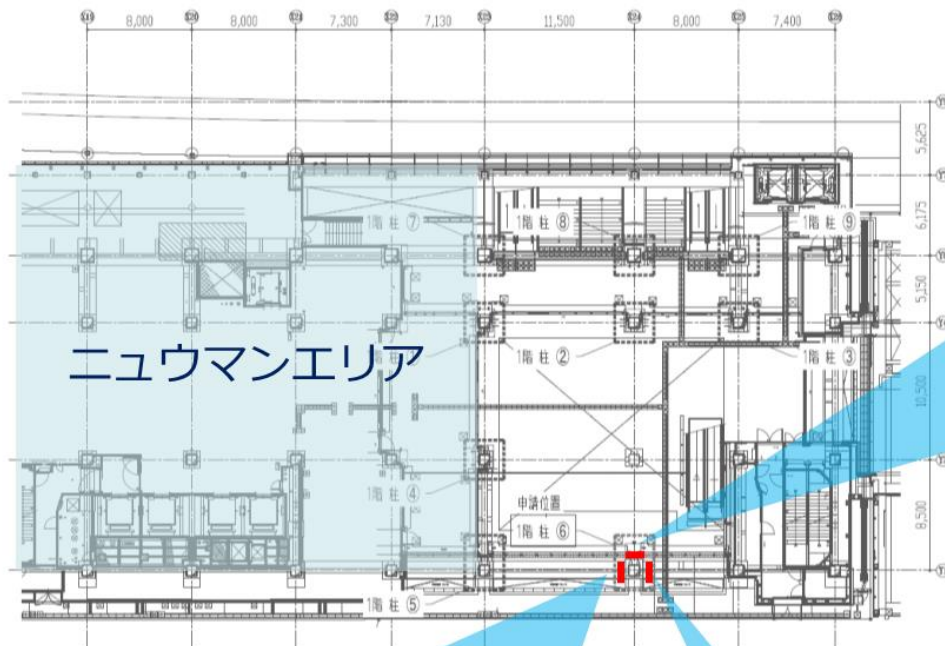 8,000
8,000
7,300
7,130
11,500
8,000
7,400
5,625
1階 柱 ⑦
1階 柱 ⑧
1階 柱 ⑨
6,175
5,150
ニュウマンエリア
1階 柱 ②
1階 柱 ③
10,500
1階 柱 ④
申請位置
1階 柱 ⑥
8,500
1階 柱 ⑤